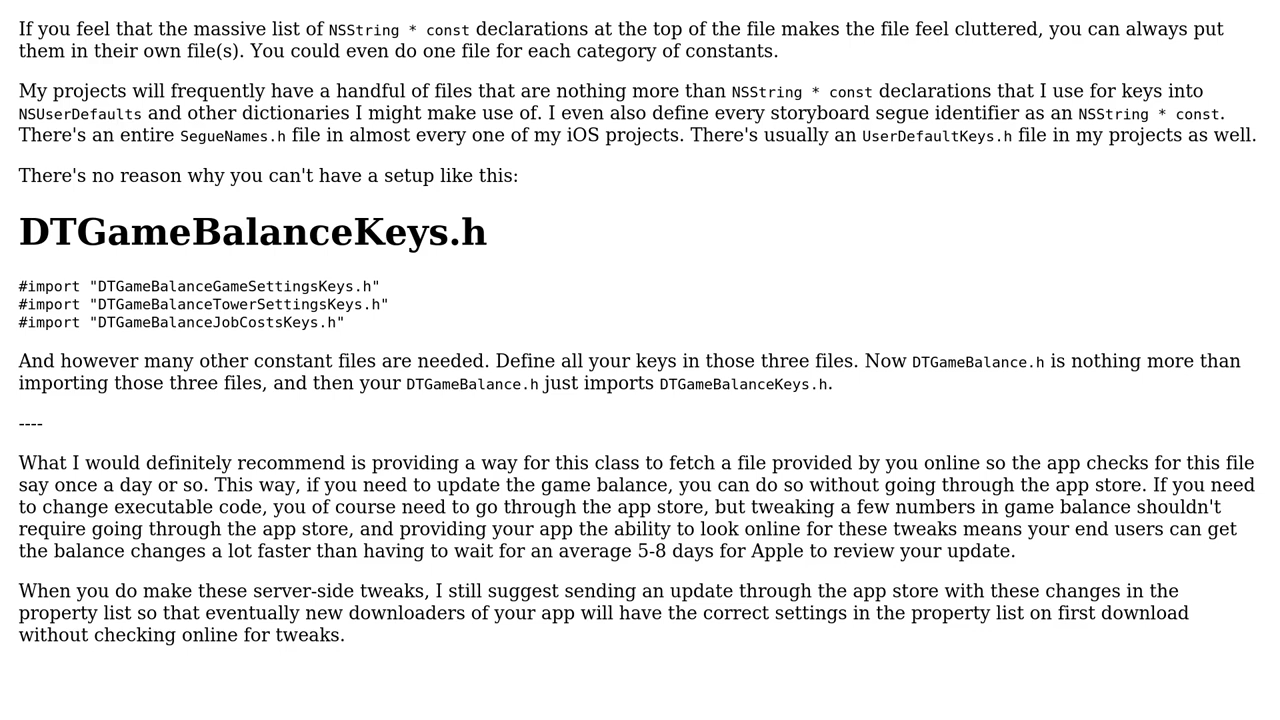 If you feel that the massive list of NSString * const declarations at the top of the file makes the file feel cluttered, you can always put
them in their own file(s). You could even do one file for each category of constants.
My projects will frequently have a handful of files that are nothing more than NSString * const declarations that I use for keys into
NSUserDefaults and other dictionaries I might make use of. I even also define every storyboard segue identifier as an NSString * const.
There's an entire SegueNames.h file in almost every one of my iOS projects. There's usually an UserDefaultKeys.h file in my projects as well.
There's no reason why you can't have a setup like this:
DTGameBalanceKeys.h
#import "DTGameBalanceGameSettingsKeys.h"
#import "DTGameBalanceTowerSettingsKeys.h"
#import "DTGameBalanceJobCostsKeys.h"
And however many other constant files are needed. Define all your keys in those three files. Now DTGameBalance.h is nothing more than
importing those three files, and then your DTGameBalance.h just imports DTGameBalanceKeys.h.
----
What I would definitely recommend is providing a way for this class to fetch a file provided by you online so the app checks for this file
say once a day or so. This way, if you need to update the game balance, you can do so without going through the app store. If you need
to change executable code, you of course need to go through the app store, but tweaking a few numbers in game balance shouldn't
require going through the app store, and providing your app the ability to look online for these tweaks means your end users can get
the balance changes a lot faster than having to wait for an average 5-8 days for Apple to review your update.
When you do make these server-side tweaks, I still suggest sending an update through the app store with these changes in the
property list so that eventually new downloaders of your app will have the correct settings in the property list on first download
without checking online for tweaks.